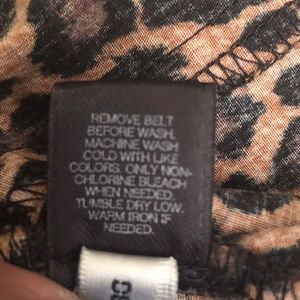 REMOVE BELT
BEFORE WASH.
MACHINE WASH
COLD WITH LIKE
COLORS. ONLY NON-
CHLORINE BLEACH
WHEN NEEDED.
TUMBLE DRY LOW.
WARM IRON IF
NEEDED.